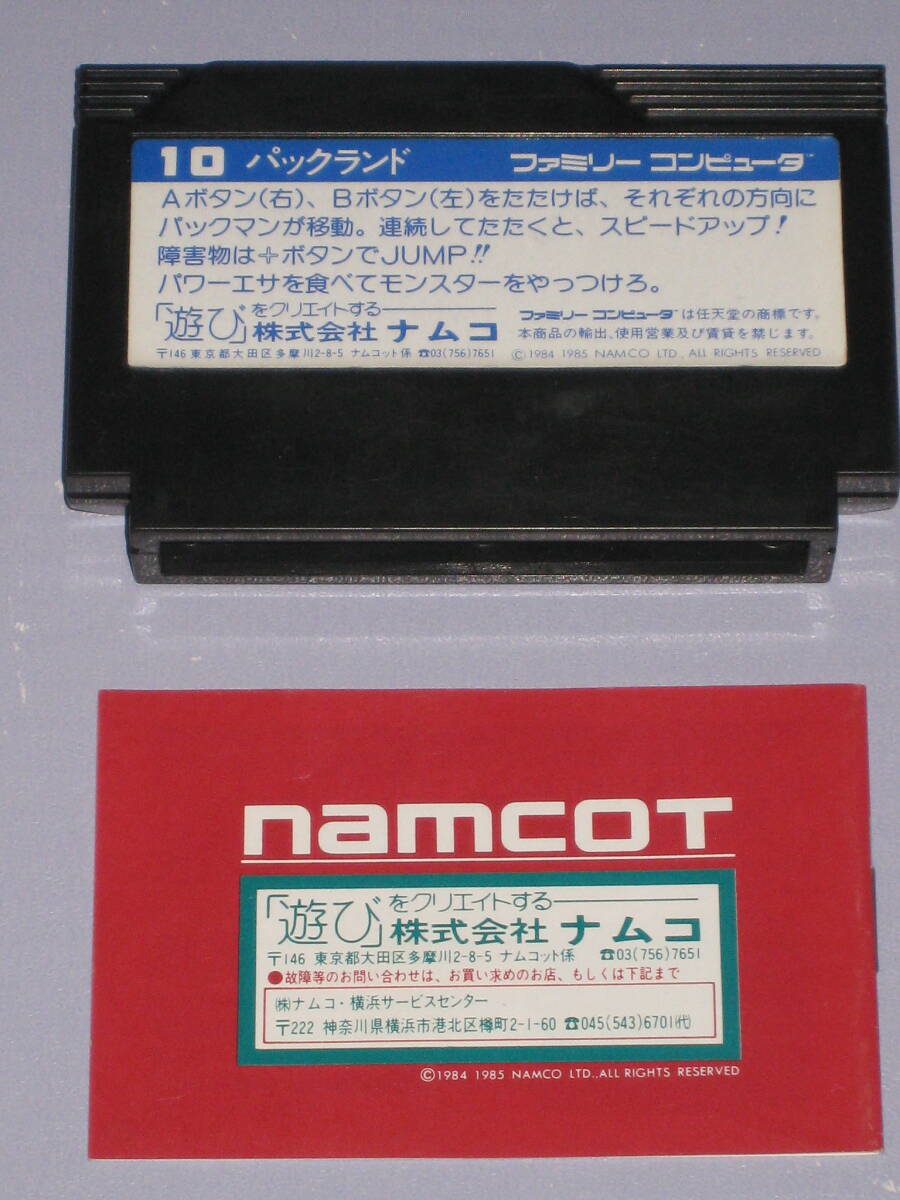 10 パックランド ファミリー コンピュータ™
Aボタン(右)、Bボタン(左)をたたけば、それぞれの方向に
パックマンが移動。連続してたたくと、スピードアップ!
障害物は+ボタンでJUMP!!
パワーエサを食べてモンスターをやっつけろ。
「遊び」をクリエイトする
株式会社 ナムコ
〒146 東京都大田区多摩川2-8-5 ナムコット係 ☎03(756)7651
ファミリー コンピュータ™は任天堂の商標です。
本商品の輸出、使用営業及び賃貸を禁じます。
©1984 1985 NAMCO LTD., ALL RIGHTS RESERVED
namcot
「遊び」をクリエイトする
株式会社 ナムコ
〒146 東京都大田区多摩川2-8-5 ナムコット係 ☎03(756)7651
●故障等のお問い合わせは、お買い求めのお店、もしくは下記まで
㈱ナムコ・横浜サービスセンター
〒222 神奈川県横浜市港北区樽町2-1-60 ☎045(543)6701㈹
©1984 1985 NAMCO LTD., ALL RIGHTS RESERVED